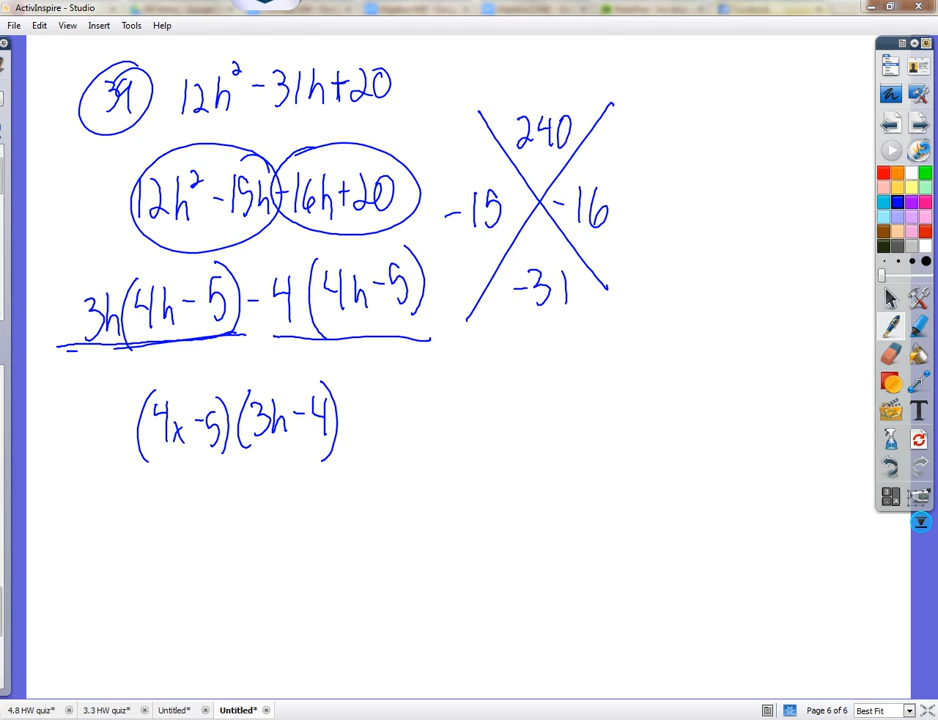 ActivInspire - Studio
File Edit View Insert Tools Help
39 12h² - 31h + 20
12h² - 15h - 16h + 20
3h(4h - 5) - 4(4h - 5)
(4x - 5)(3h - 4)
240
-15 -16
-31
4.8 HW quiz* 3.3 HW quiz* Untitled* Untitled* Page 6 of 6 Best Fit